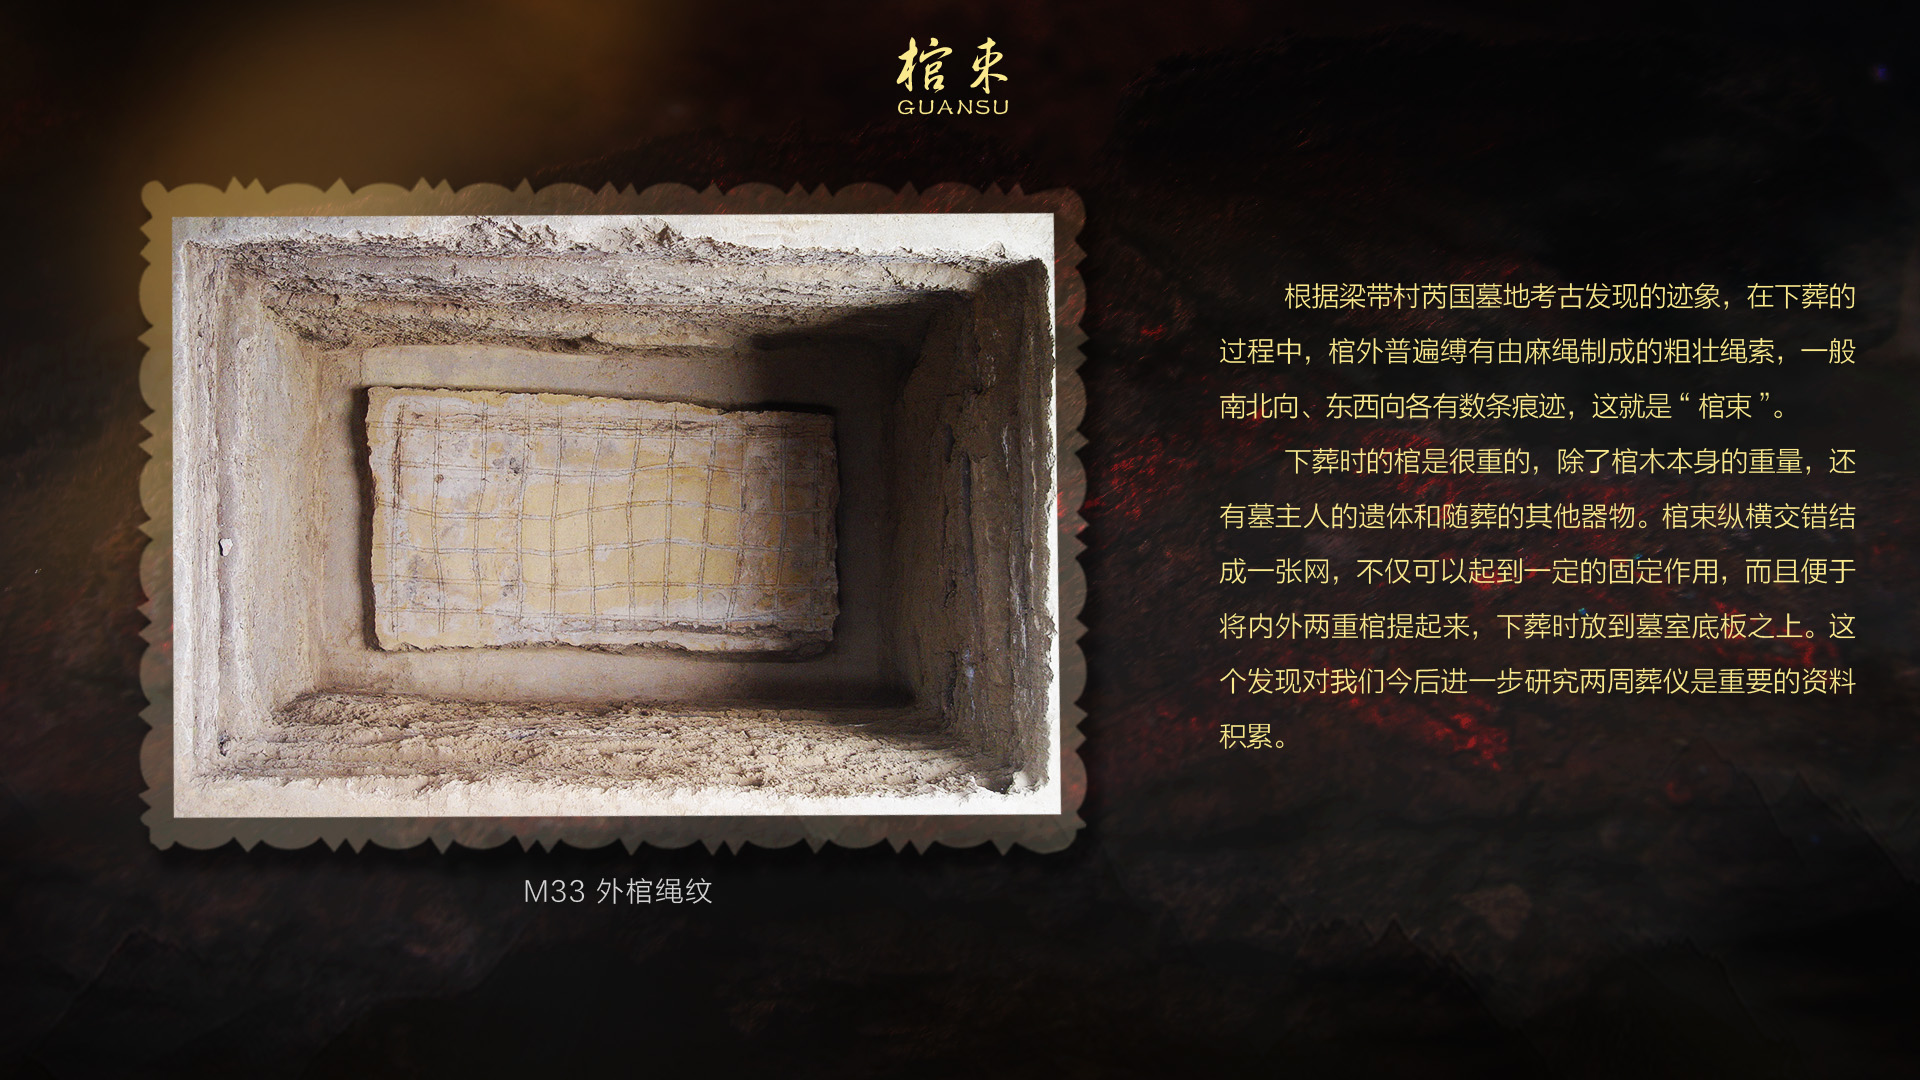 棺束
GUANSU
根据梁带村芮国墓地考古发现的迹象，在下葬的
过程中，棺外普遍缚有由麻绳制成的粗壮绳索，一般
南北向、东西向各有数条痕迹，这就是“棺束”。
下葬时的棺是很重的，除了棺木本身的重量，还
有墓主人的遗体和随葬的其他器物。棺束纵横交错结
成一张网，不仅可以起到一定的固定作用，而且便于
将内外两重棺提起来，下葬时放到墓室底板之上。这
个发现对我们今后进一步研究两周葬仪是重要的资料
积累。
M33 外棺绳纹